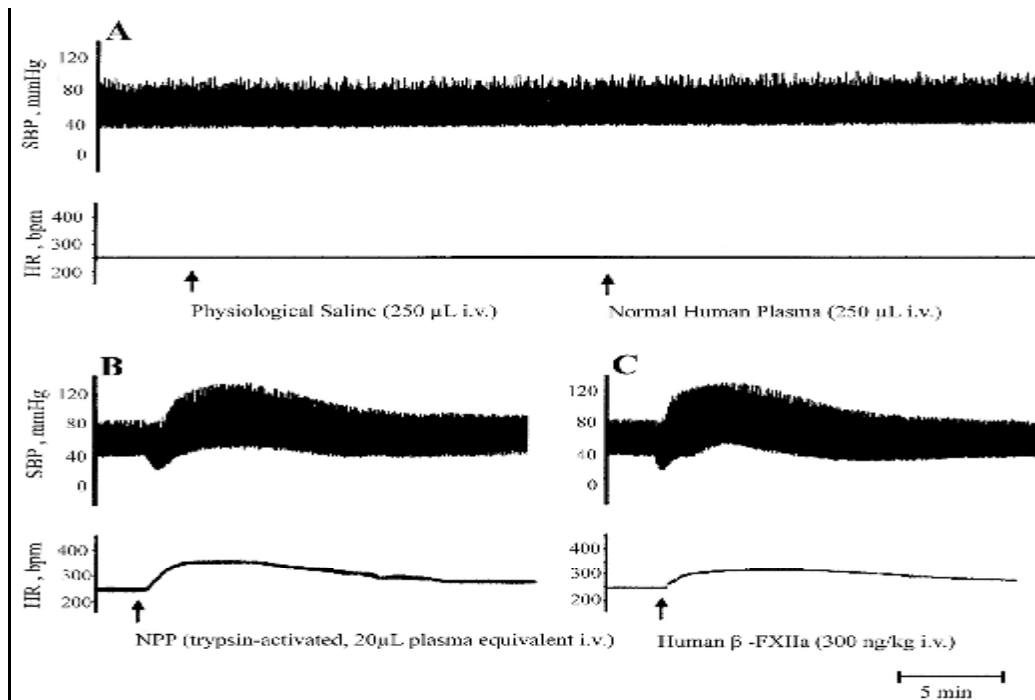 A
SBP, mmHg
120
80
40
0
HR, bpm
400
300
200
Physiological Saline (250 µL i.v.)
Normal Human Plasma (250 µL i.v.)
B
SBP, mmHg
120
80
40
0
HR, bpm
400
300
200
NPP (trypsin-activated, 20µL plasma equivalent i.v.)
C
120
80
40
0
400
300
200
Human β -FXIIa (300 ng/kg i.v.)
5 min